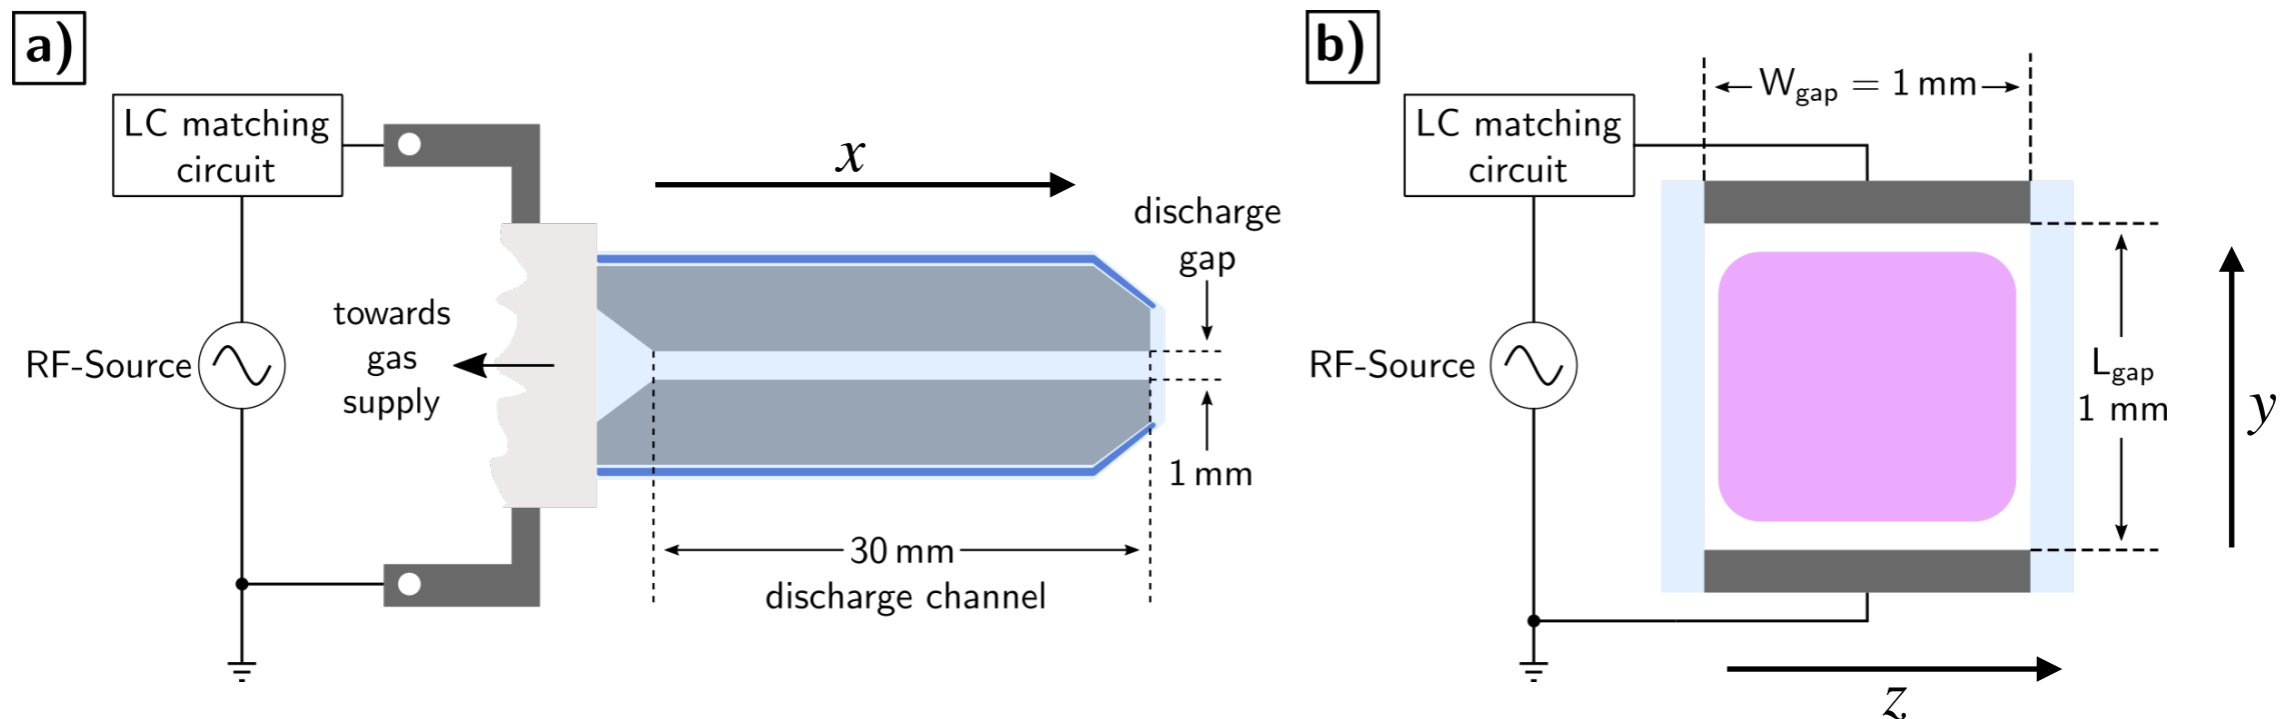 a)
LC matching
circuit
x
discharge
gap
towards
gas
supply
RF-Source
1 mm
30 mm
discharge channel
b)
W_gap = 1 mm
LC matching
circuit
RF-Source
L_gap
1 mm
y
z